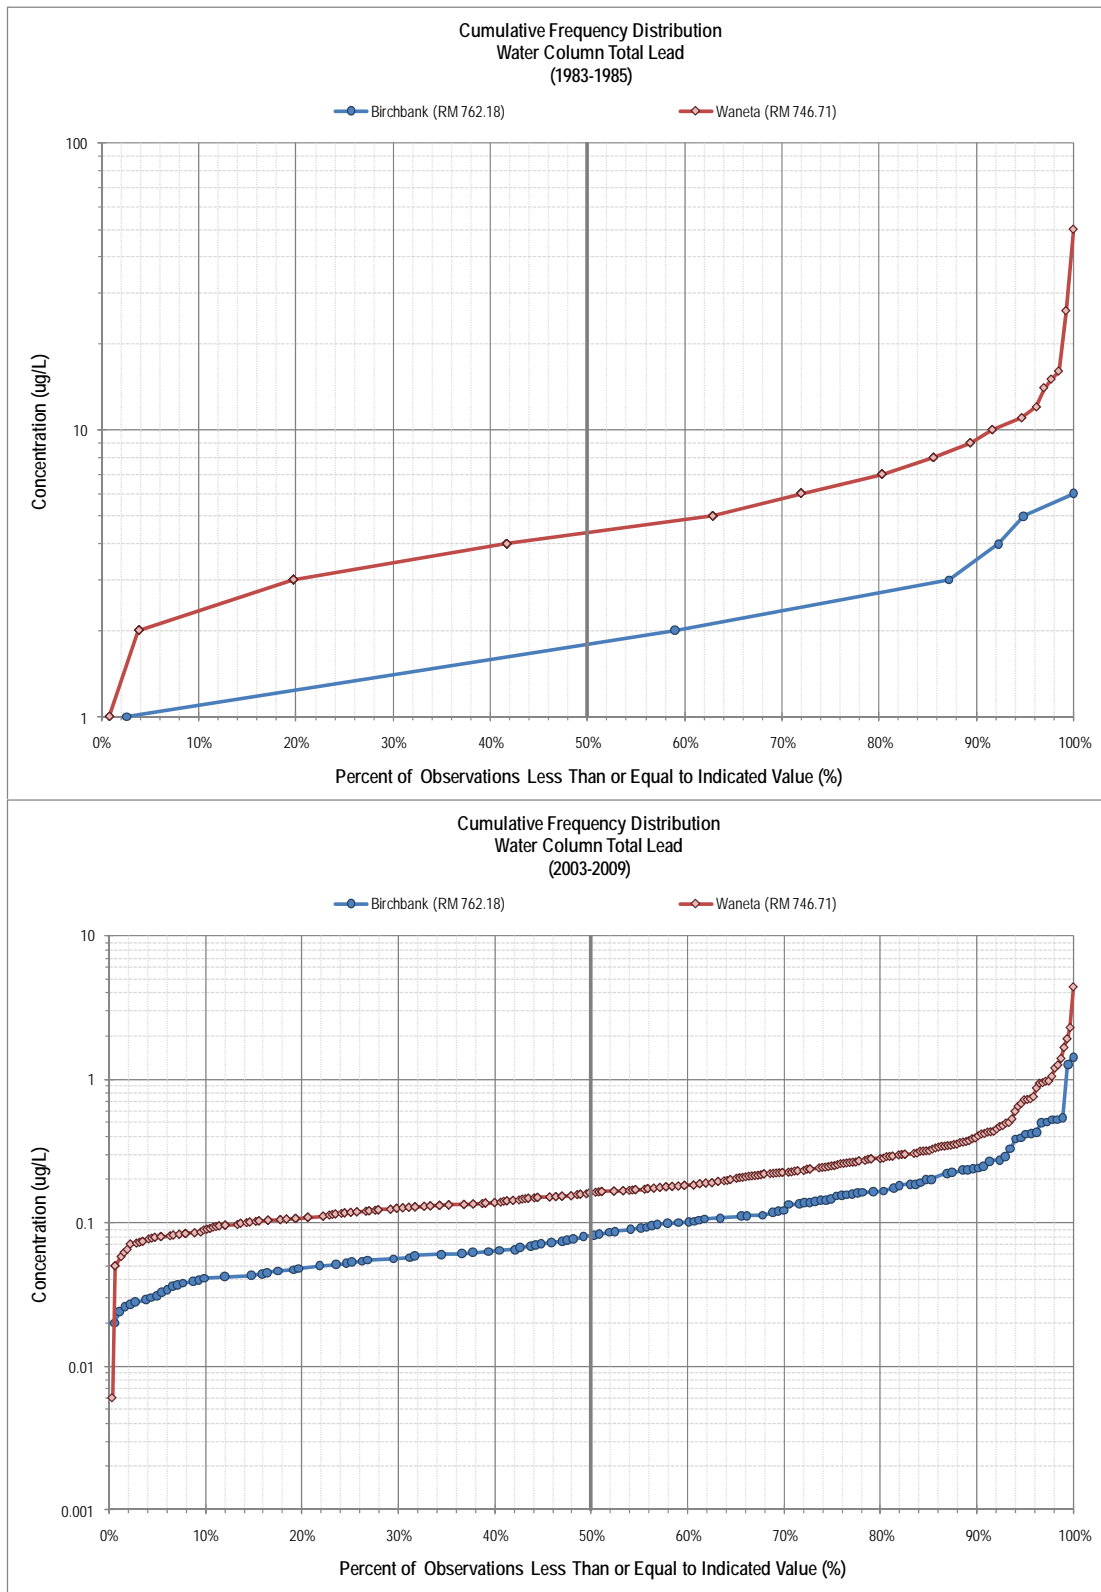 Cumulative Frequency Distribution
Water Column Total Lead
(1983-1985)
Birchbank (RM 762.18)
Waneta (RM 746.71)
100
10
1
Concentration (ug/L)
0% 10% 20% 30% 40% 50% 60% 70% 80% 90% 100%
Percent of Observations Less Than or Equal to Indicated Value (%)
Cumulative Frequency Distribution
Water Column Total Lead
(2003-2009)
Birchbank (RM 762.18)
Waneta (RM 746.71)
10
1
0.1
0.01
0.001
Concentration (ug/L)
0% 10% 20% 30% 40% 50% 60% 70% 80% 90% 100%
Percent of Observations Less Than or Equal to Indicated Value (%)